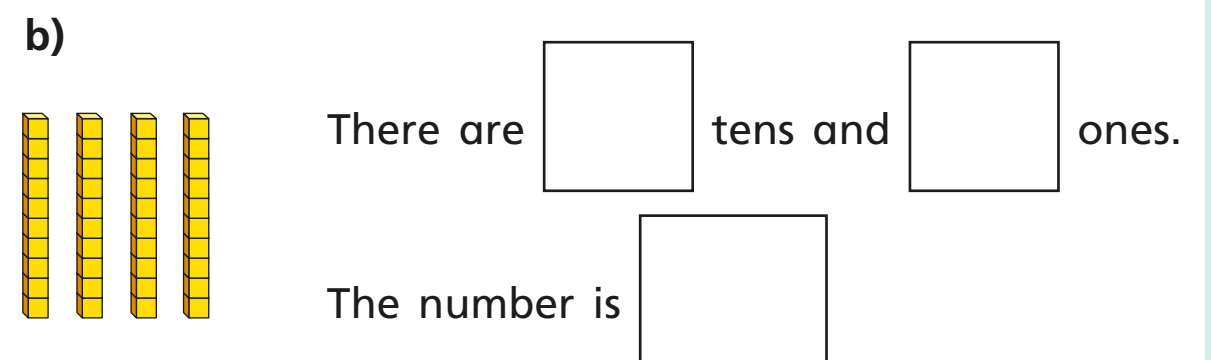 b)
There are tens and ones.
The number is